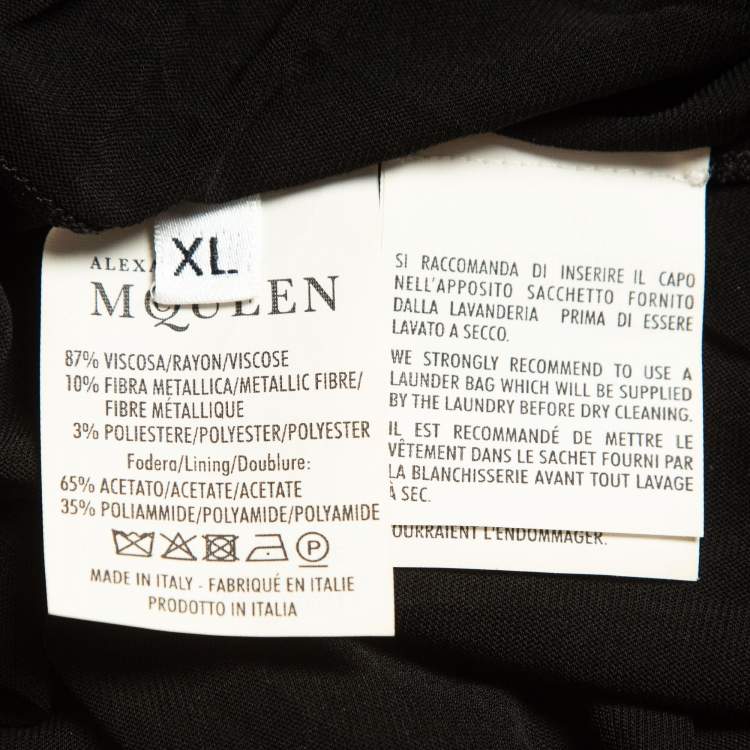 XL
ALEXA
MCQUEEN
87% VISCOSA/RAYON/VISCOSE
10% FIBRA METALLICA/METALLIC FIBRE/
FIBRE MÉTALLIQUE
3% POLIESTERE/POLYESTER/POLYESTER
Fodera/Lining/Doublure:
65% ACETATO/ACETATE/ACETATE
35% POLIAMMIDE/POLYAMIDE/POLYAMIDE
P
MADE IN ITALY - FABRIQUÉ EN ITALIE
PRODOTTO IN ITALIA
SI RACCOMANDA DI INSERIRE IL CAPO
NELL'APPOSITO SACCHETTO FORNITO
DALLA LAVANDERIA PRIMA DI ESSERE
LAVATO A SECCO.
WE STRONGLY RECOMMEND TO USE A
LAUNDER BAG WHICH WILL BE SUPPLIED
BY THE LAUNDRY BEFORE DRY CLEANING.
IL EST RECOMMANDÉ DE METTRE LE
VÊTEMENT DANS LE SACHET FOURNI PAR
LA BLANCHISSERIE AVANT TOUT LAVAGE
À SEC.
OURRAIENT L'ENDOMMAGER.